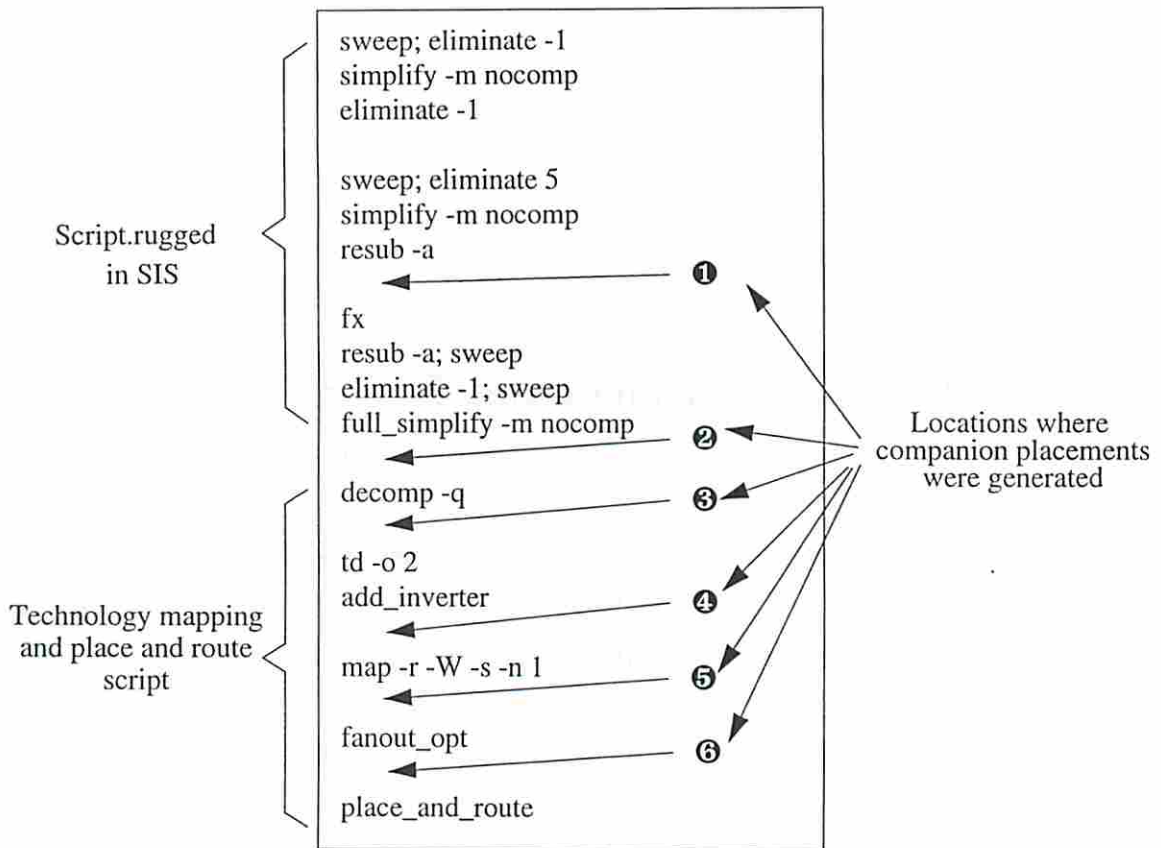 sweep; eliminate -1
simplify -m nocomp
eliminate -1
sweep; eliminate 5
simplify -m nocomp
resub -a
❶
fx
resub -a; sweep
eliminate -1; sweep
full_simplify -m nocomp
❷
decomp -q
❸
td -o 2
add_inverter
❹
map -r -W -s -n 1
❺
fanout_opt
❻
place_and_route
Script.rugged
in SIS
Technology mapping
and place and route
script
Locations where
companion placements
were generated